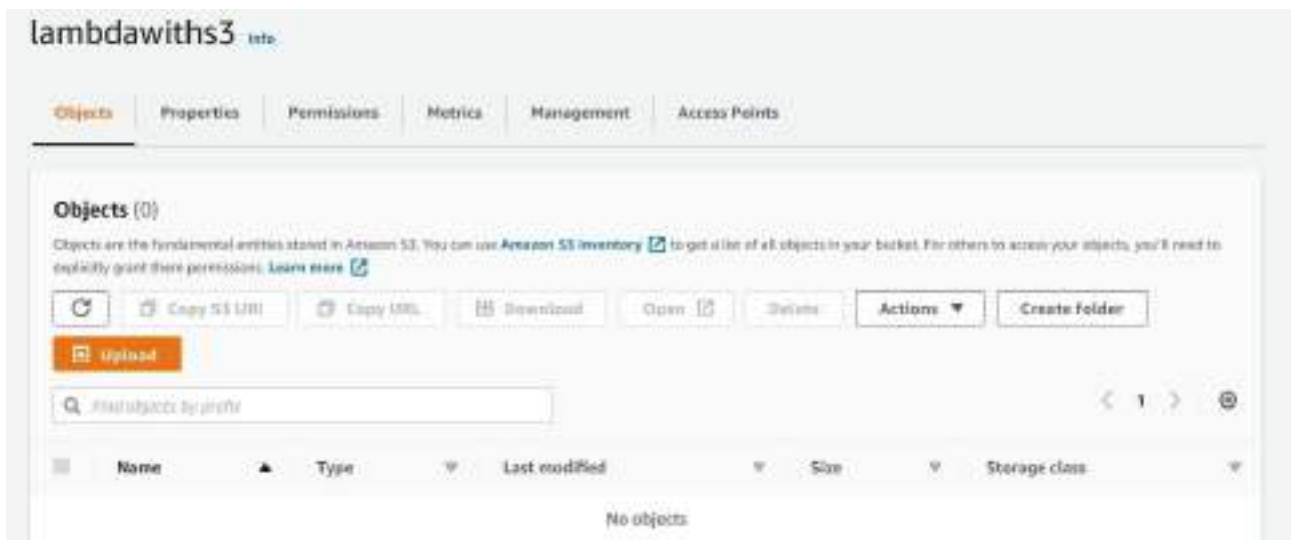 lambdawiths3 Info
Objects Properties Permissions Metrics Management Access Points
Objects (0)
Objects are the fundamental entities stored in Amazon S3. You can use Amazon S3 inventory to get a list of all objects in your bucket. For others to access your objects, you'll need to
explicitly grant them permissions. Learn more
Copy S3 URI Copy URL Download Open Delete Actions Create folder
Upload
Find objects by prefix
1
Name Type Last modified Size Storage class
No objects